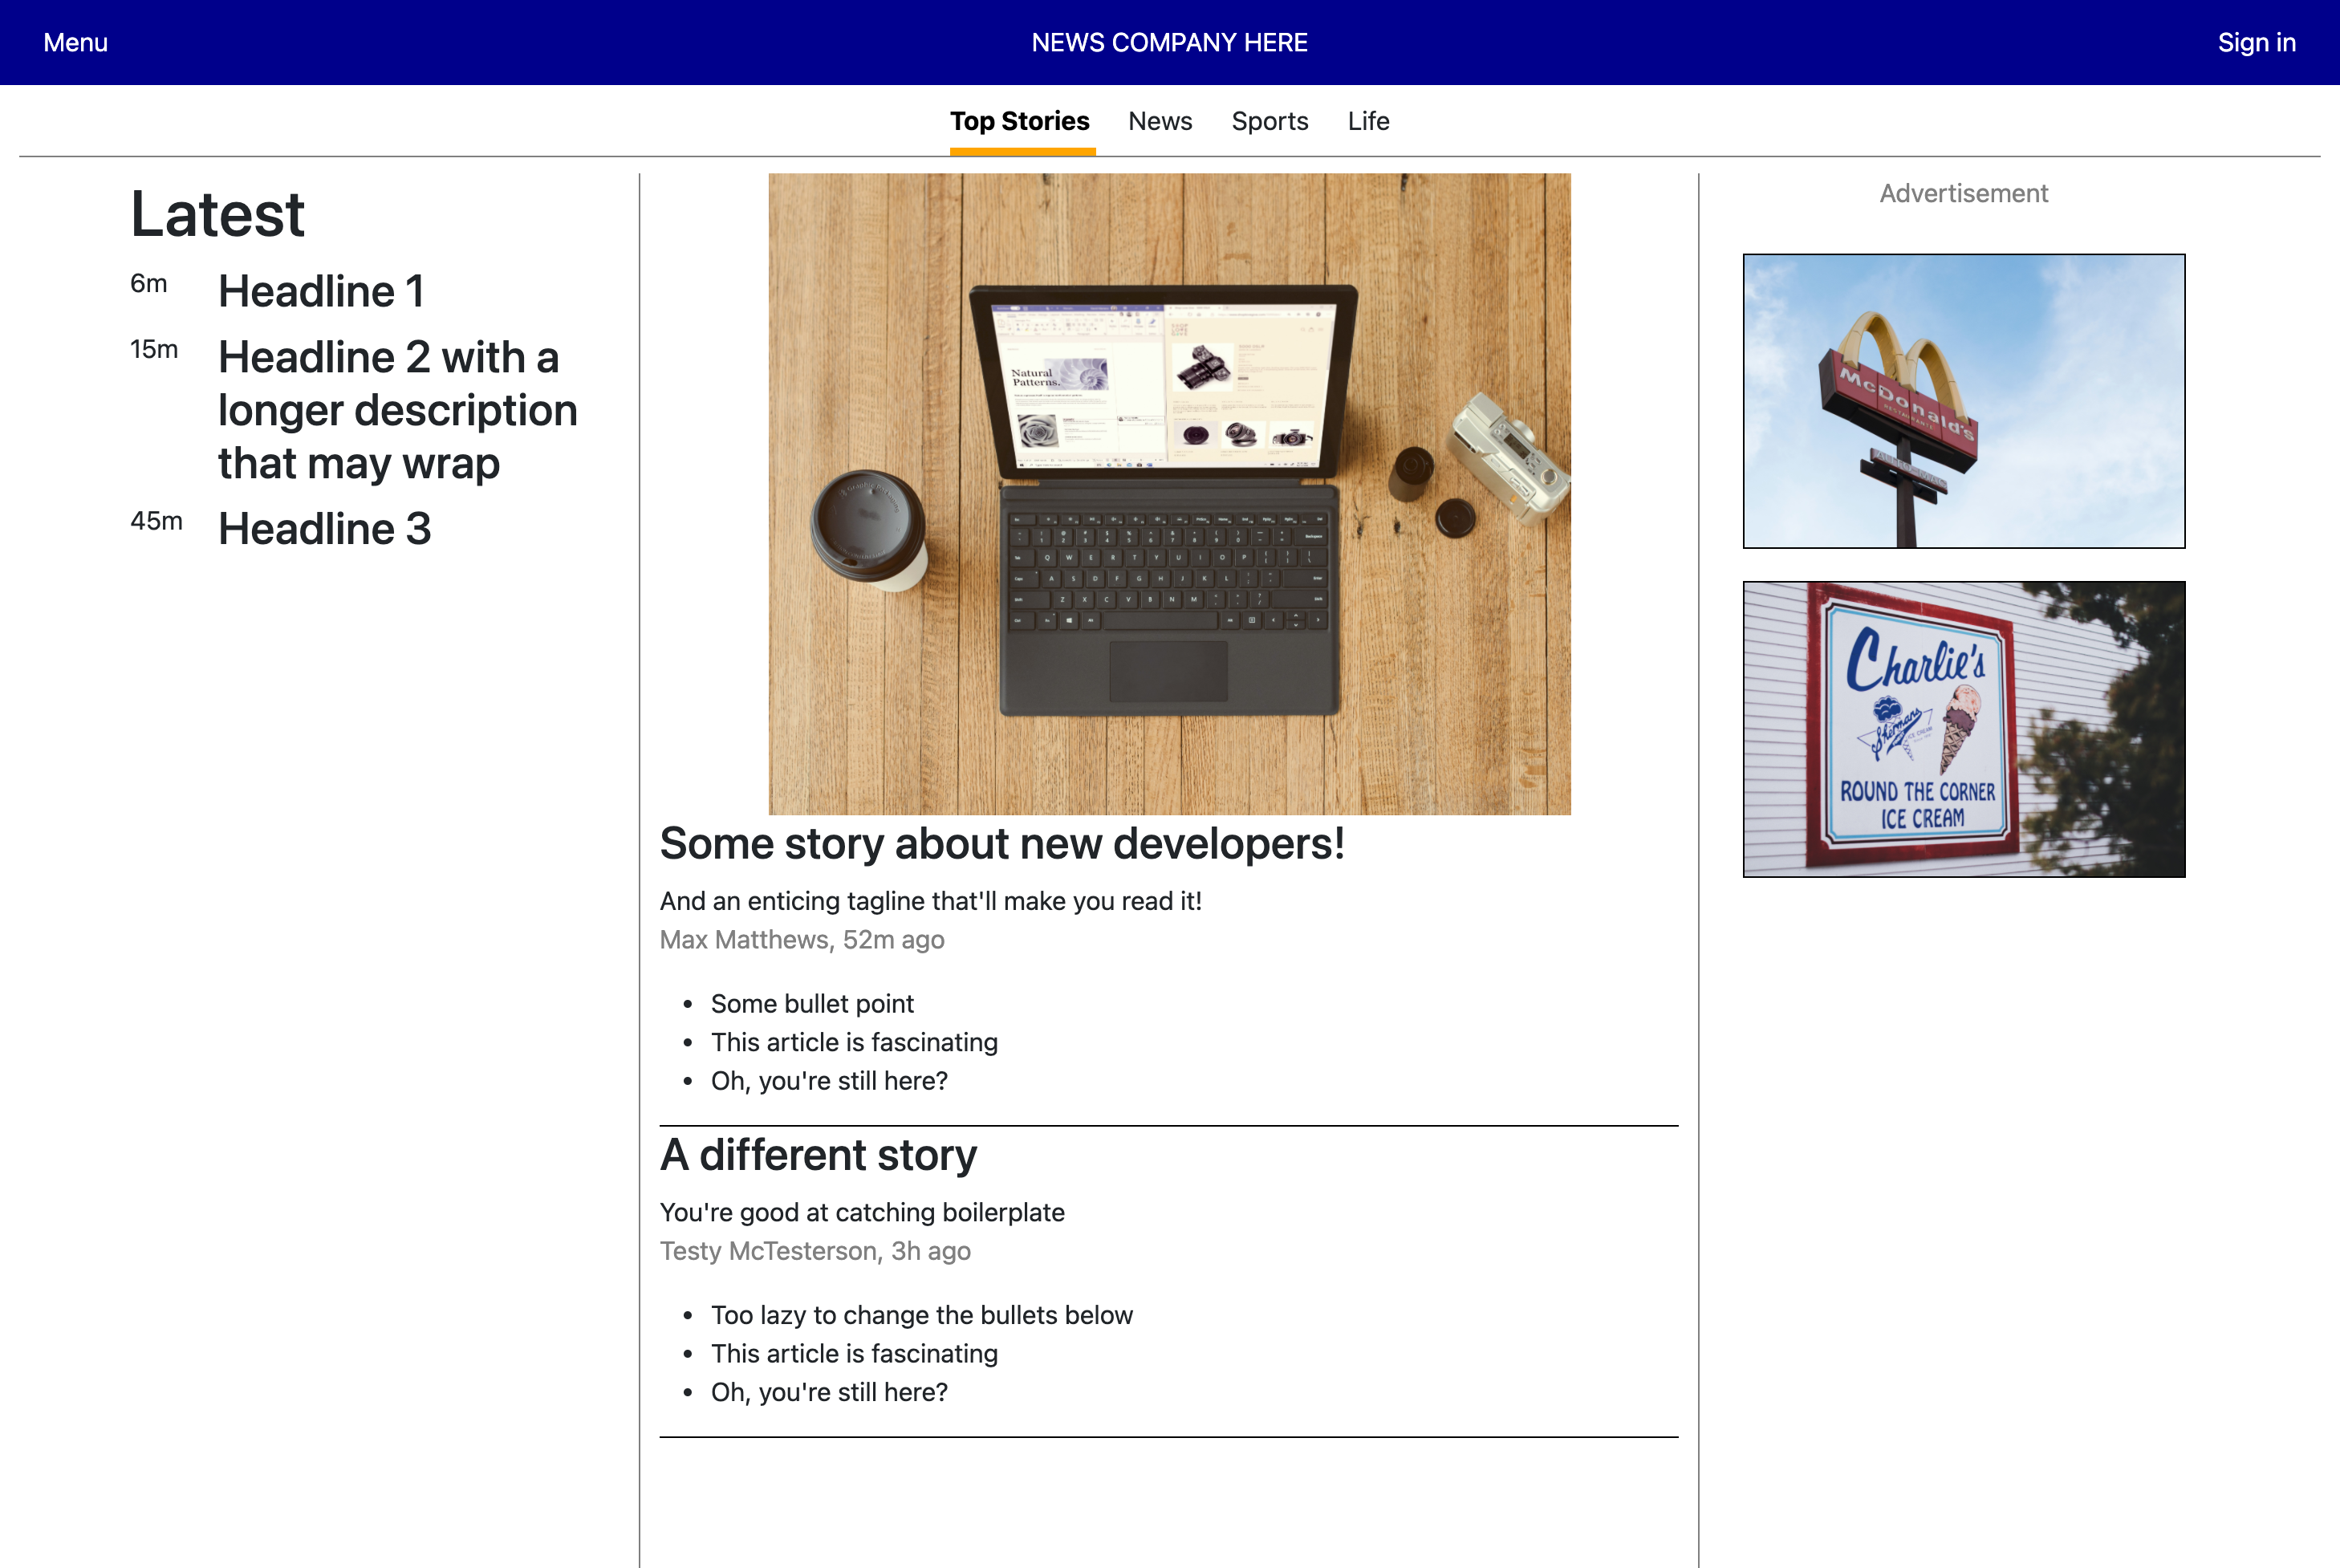 Menu
NEWS COMPANY HERE
Sign in
Top Stories
News
Sports
Life
Latest
6m
Headline 1
15m
Headline 2 with a
longer description
that may wrap
45m
Headline 3
Natural
Patterns.
Some story about new developers!
And an enticing tagline that'll make you read it!
Max Matthews, 52m ago
Some bullet point
This article is fascinating
Oh, you're still here?
A different story
You're good at catching boilerplate
Testy McTesterson, 3h ago
Too lazy to change the bullets below
This article is fascinating
Oh, you're still here?
Advertisement
McDonald's
Charlie's
Shermans
ICE CREAM
ROUND THE CORNER
ICE CREAM